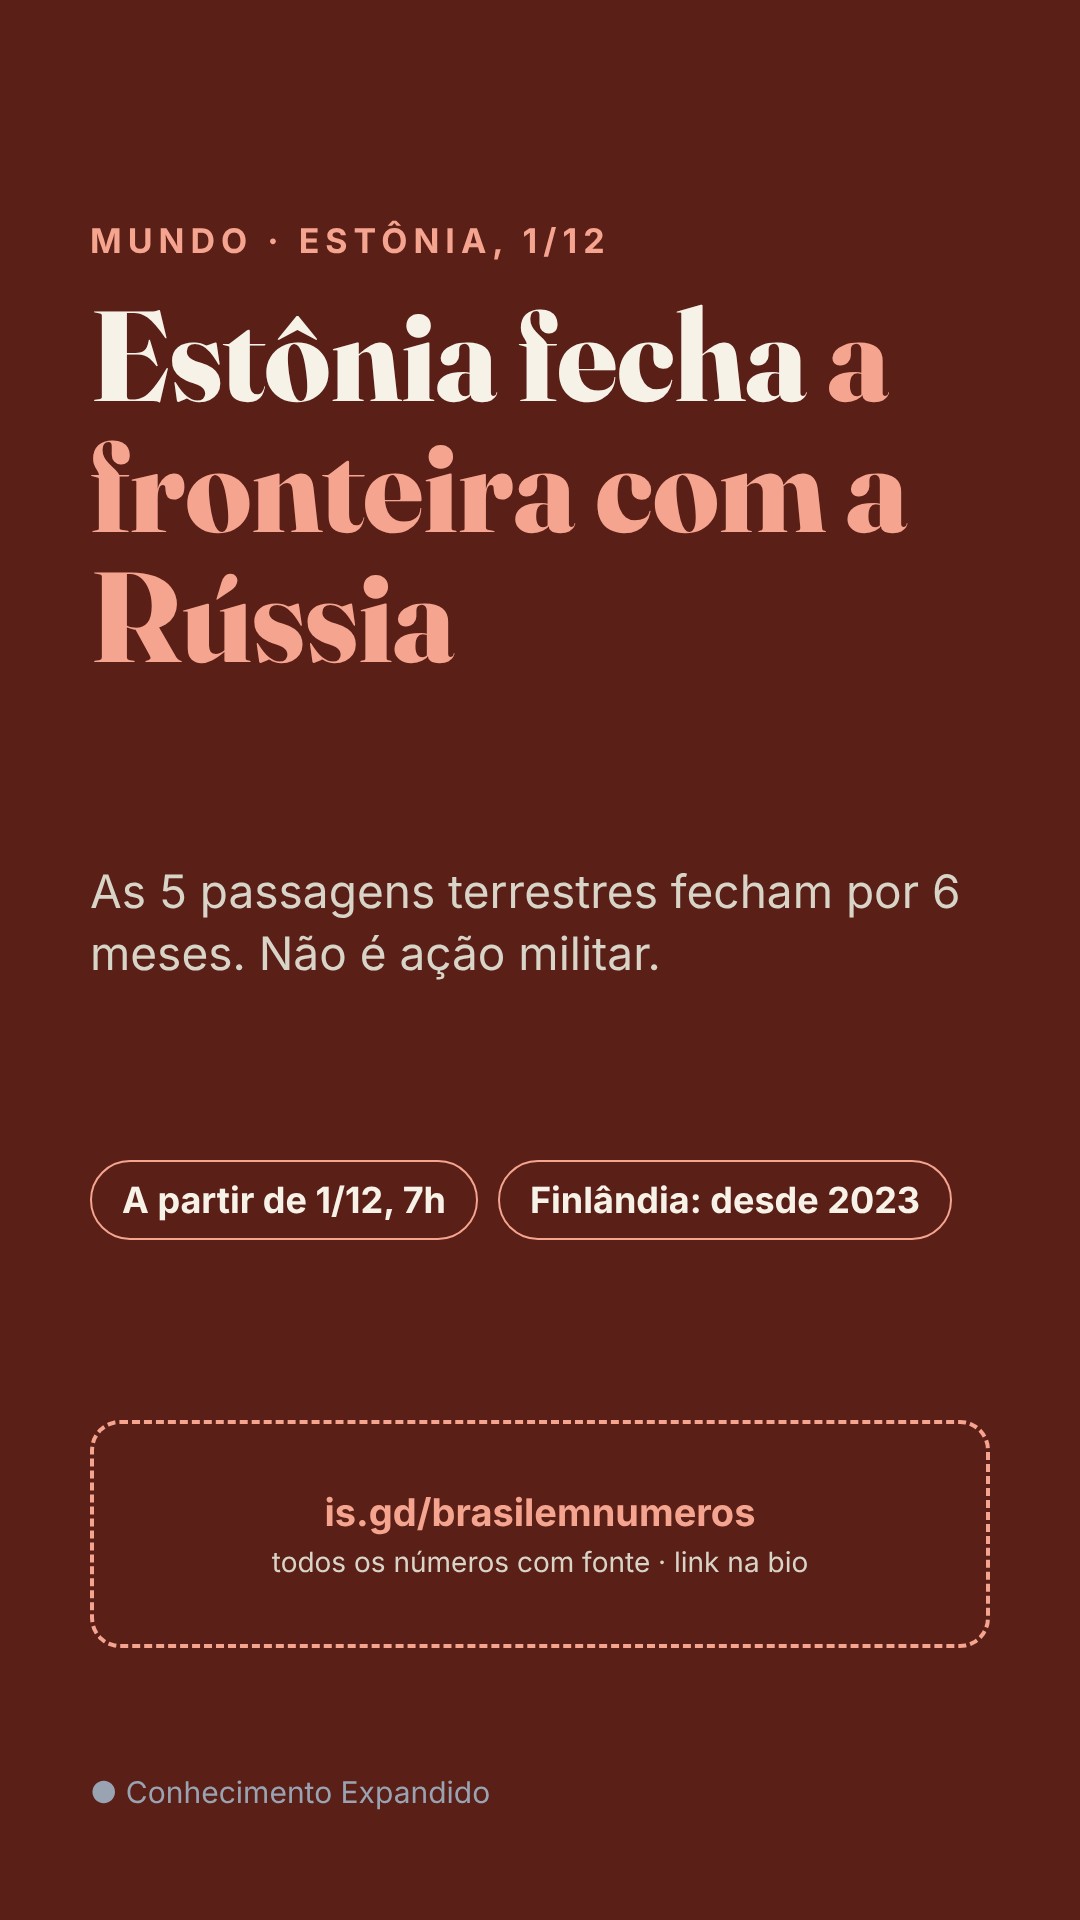 MUNDO · ESTÔNIA, 1/12
Estônia fecha a
fronteira com a
Rússia
As 5 passagens terrestres fecham por 6
meses. Não é ação militar.
A partir de 1/12, 7h
Finlândia: desde 2023
is.gd/brasilemnumeros
todos os números com fonte · link na bio
Conhecimento Expandido